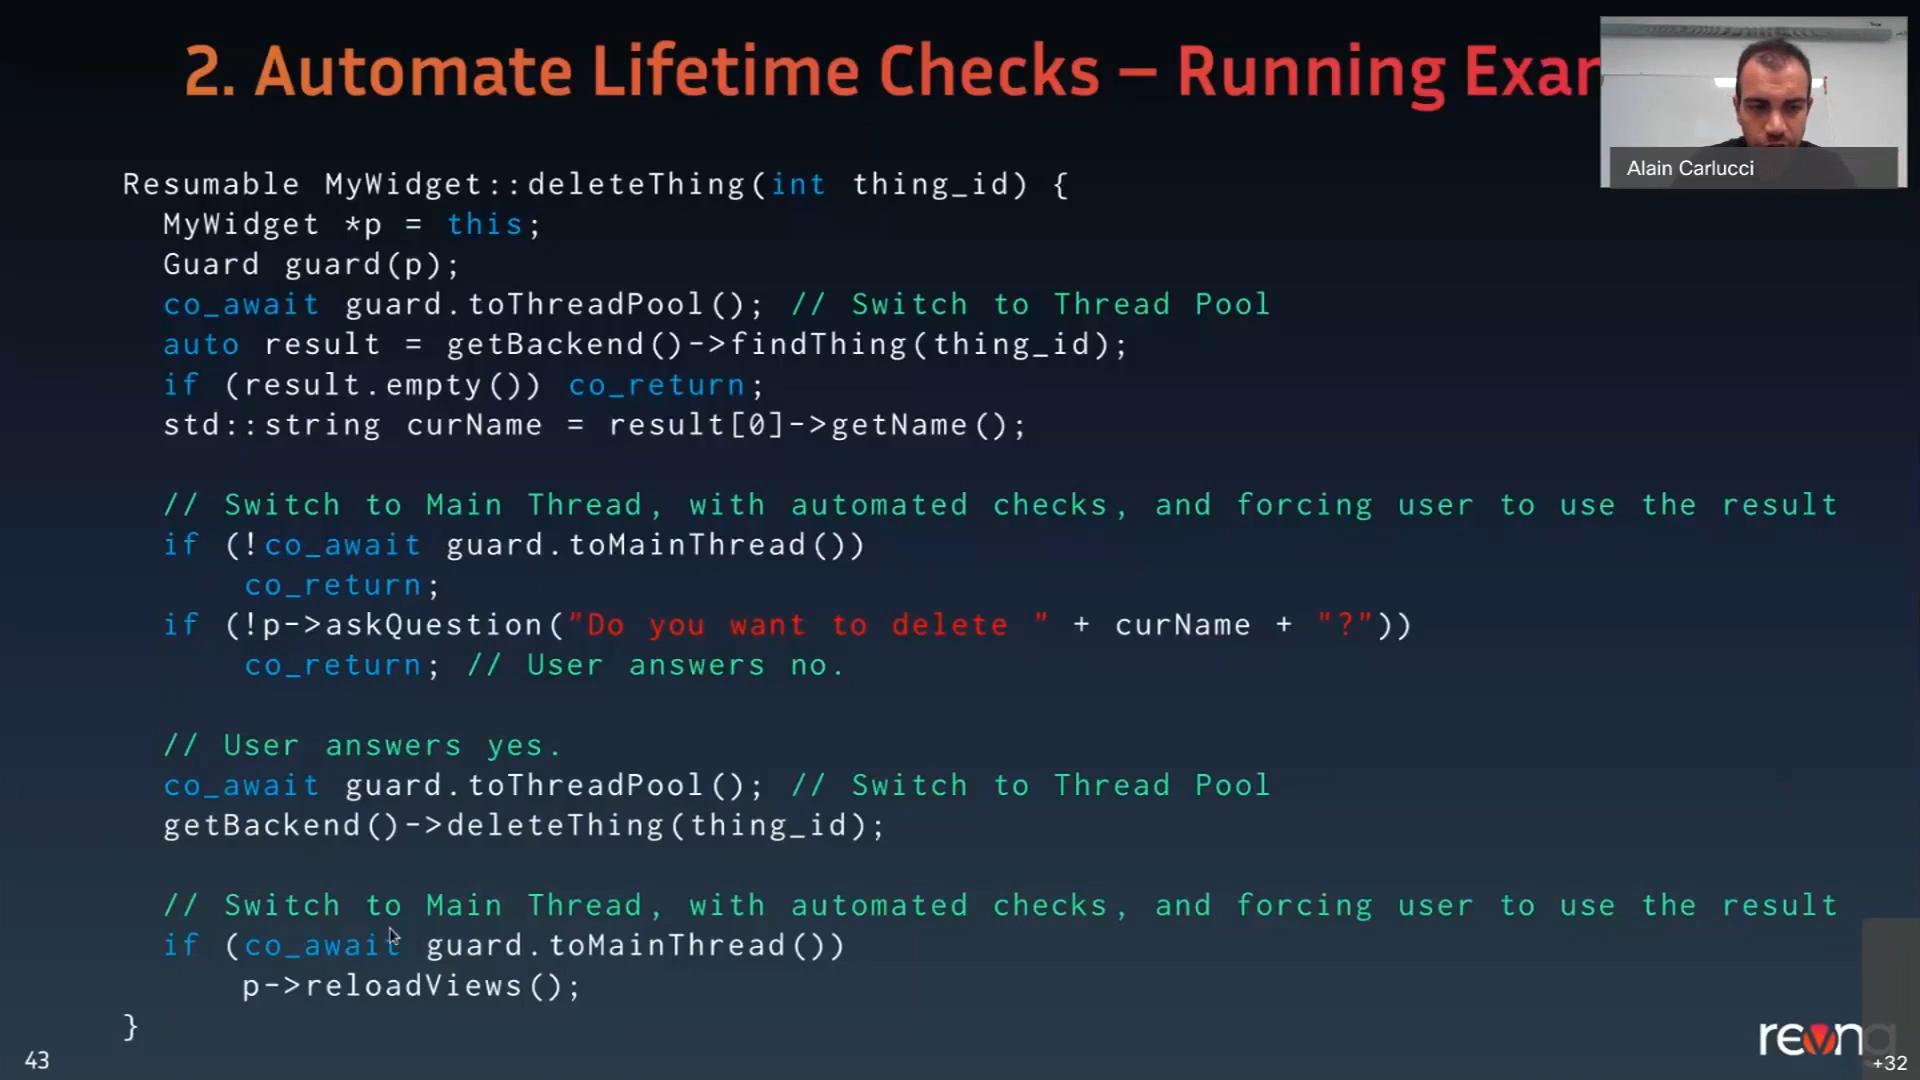 2. Automate Lifetime Checks – Running Exa
Alain Carlucci
Resumable MyWidget::deleteThing(int thing_id) {
MyWidget *p = this;
Guard guard(p);
co_await guard.toThreadPool(); // Switch to Thread Pool
auto result = getBackend()->findThing(thing_id);
if (result.empty()) co_return;
std::string curName = result[0]->getName();
// Switch to Main Thread, with automated checks, and forcing user to use the result
if (!co_await guard.toMainThread())
co_return;
if (!p->askQuestion("Do you want to delete " + curName + "?"))
co_return; // User answers no.
// User answers yes.
co_await guard.toThreadPool(); // Switch to Thread Pool
getBackend()->deleteThing(thing_id);
// Switch to Main Thread, with automated checks, and forcing user to use the result
if (co_await guard.toMainThread())
p->reloadViews();
}
revng
43
+32